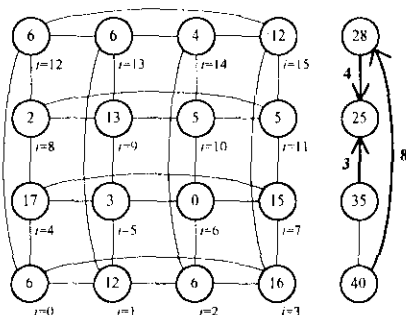 6 6 4 12 28
i=12 i=13 i=14 i=15
4
2 13 5 5 25
i=8 i=9 i=10 i=11
3 8
17 3 0 15 35
i=4 i=5 i=6 i=7
6 12 6 16 40
i=0 i=1 i=2 i=3